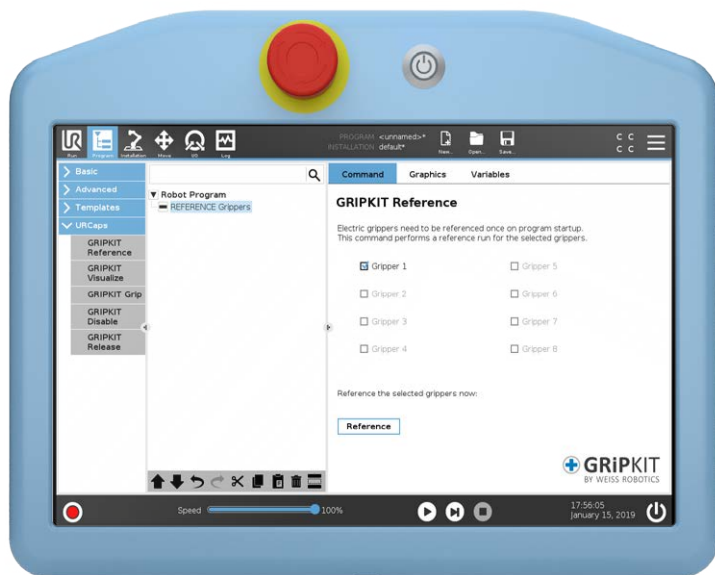 UR
Run
Program
Installation
Move
I/O
Log
PROGRAM <unnamed>*
INSTALLATION default*
New...
Open...
Save...
C C
C C
Basic
Advanced
Templates
URCaps
GRIPKIT
Reference
GRIPKIT
Visualize
GRIPKIT Grip
GRIPKIT
Disable
GRIPKIT
Release
Robot Program
REFERENCE Grippers
Command Graphics Variables
GRIPKIT Reference
Electric grippers need to be referenced once on program startup.
This command performs a reference run for the selected grippers.
Gripper 1 Gripper 5
Gripper 2 Gripper 6
Gripper 3 Gripper 7
Gripper 4 Gripper 8
Reference the selected grippers now:
Reference
GRiPKIT
BY WEISS ROBOTICS
Speed 100%
17:56:05
January 15, 2019